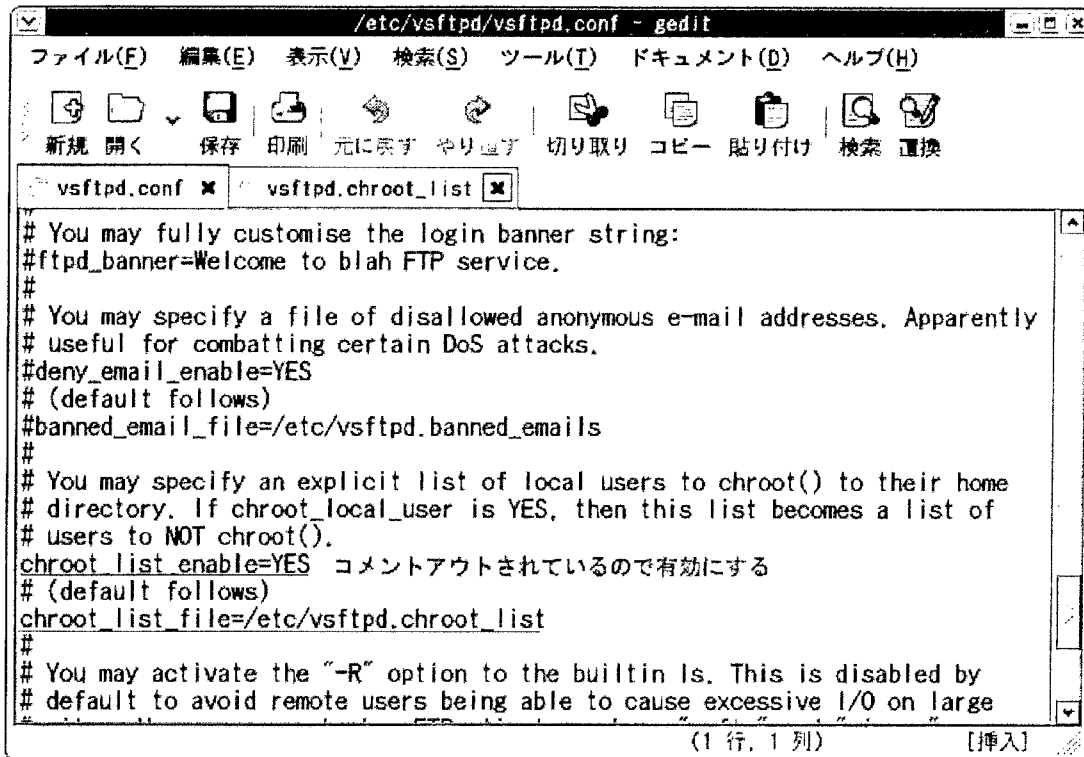 /etc/vsftpd/vsftpd.conf - gedit
ファイル(F) 編集(E) 表示(V) 検索(S) ツール(T) ドキュメント(D) ヘルプ(H)
新規 開く 保存 印刷 元に戻す やり直す 切り取り コピー 貼り付け 検索 置換
vsftpd.conf vsftpd.chroot_list
#
# You may fully customise the login banner string:
#ftpd_banner=Welcome to blah FTP service.
#
# You may specify a file of disallowed anonymous e-mail addresses. Apparently
# useful for combatting certain DoS attacks.
#deny_email_enable=YES
# (default follows)
#banned_email_file=/etc/vsftpd.banned_emails
#
# You may specify an explicit list of local users to chroot() to their home
# directory. If chroot_local_user is YES, then this list becomes a list of
# users to NOT chroot().
chroot_list_enable=YES コメントアウトされているので有効にする
# (default follows)
chroot_list_file=/etc/vsftpd.chroot_list
#
# You may activate the "-R" option to the builtin ls. This is disabled by
# default to avoid remote users being able to cause excessive I/O on large
(1 行, 1 列) [挿入]